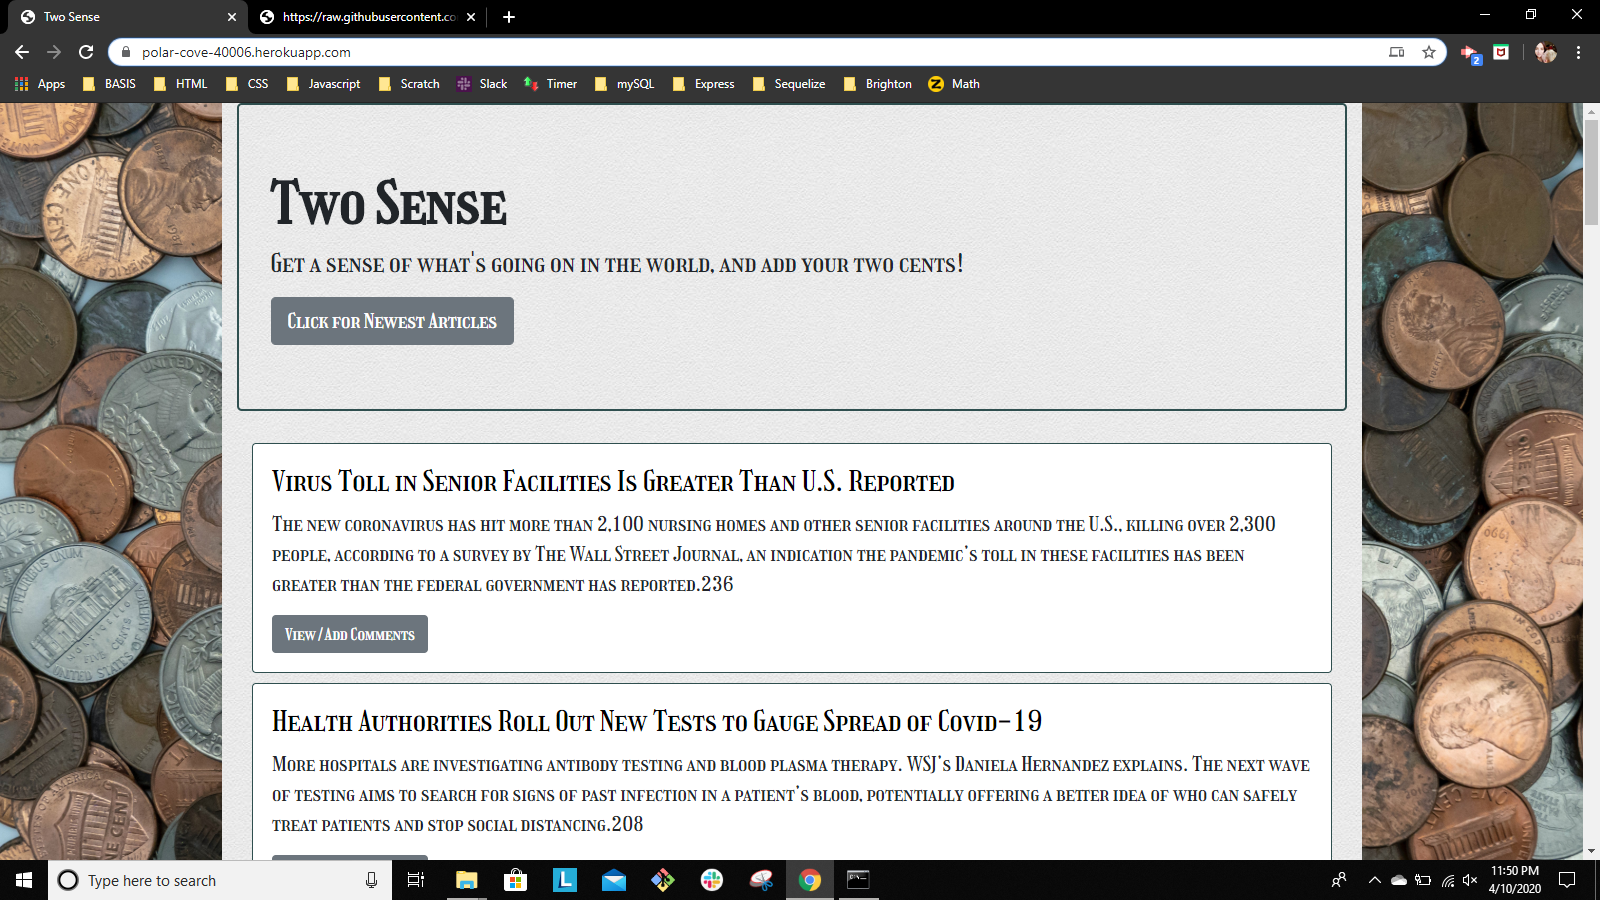 Two Sense
https://raw.githubusercontent.co
polar-cove-40006.herokuapp.com
2
Apps BASIS HTML CSS Javascript Scratch Slack Timer mySQL Express Sequelize Brighton Math
Two Sense
Get a sense of what's going on in the world, and add your two cents!
Click for Newest Articles
Virus Toll in Senior Facilities Is Greater Than U.S. Reported
The new coronavirus has hit more than 2,100 nursing homes and other senior facilities around the U.S., killing over 2,300
people, according to a survey by The Wall Street Journal, an indication the pandemic's toll in these facilities has been
greater than the federal government has reported.236
View / Add Comments
Health Authorities Roll Out New Tests to Gauge Spread of Covid-19
More hospitals are investigating antibody testing and blood plasma therapy. WSJ's Daniela Hernandez explains. The next wave
of testing aims to search for signs of past infection in a patient's blood, potentially offering a better idea of who can safely
treat patients and stop social distancing.208
Type here to search
11:50 PM
4/10/2020